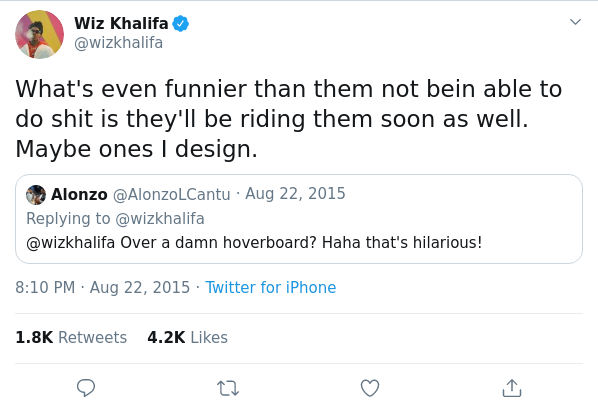 Wiz Khalifa
@wizkhalifa
What's even funnier than them not bein able to
do shit is they'll be riding them soon as well.
Maybe ones I design.
Alonzo @AlonzoLCantu · Aug 22, 2015
Replying to @wizkhalifa
@wizkhalifa Over a damn hoverboard? Haha that's hilarious!
8:10 PM · Aug 22, 2015 · Twitter for iPhone
1.8K Retweets 4.2K Likes